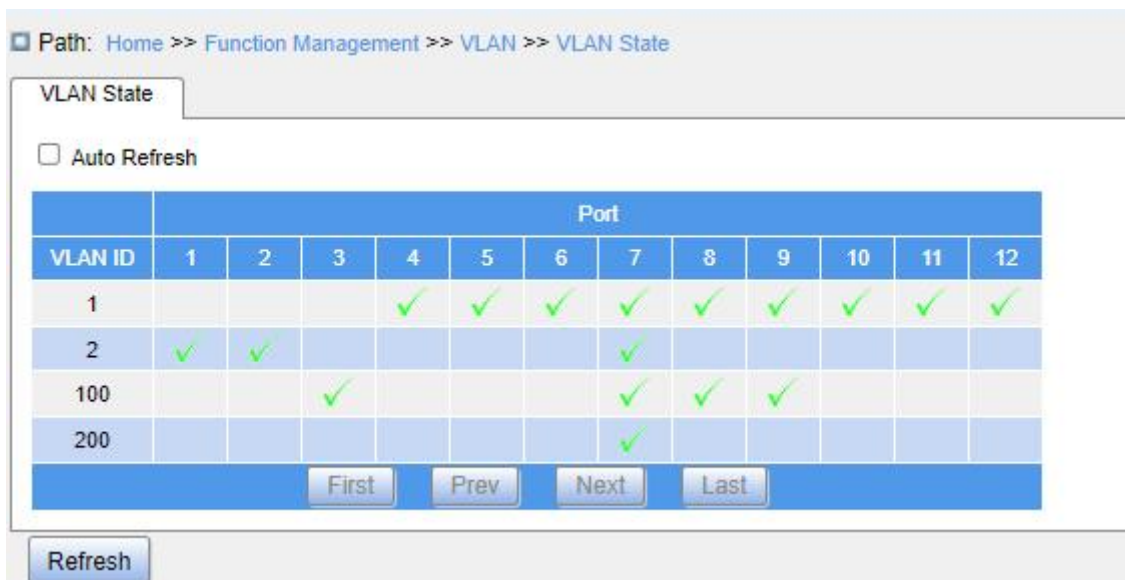 Path: Home >> Function Management >> VLAN >> VLAN State
VLAN State
Auto Refresh
Port
VLAN ID 1 2 3 4 5 6 7 8 9 10 11 12
1 ✓ ✓ ✓ ✓ ✓ ✓ ✓ ✓ ✓
2 ✓ ✓ ✓
100 ✓ ✓ ✓ ✓
200 ✓
First Prev Next Last
Refresh